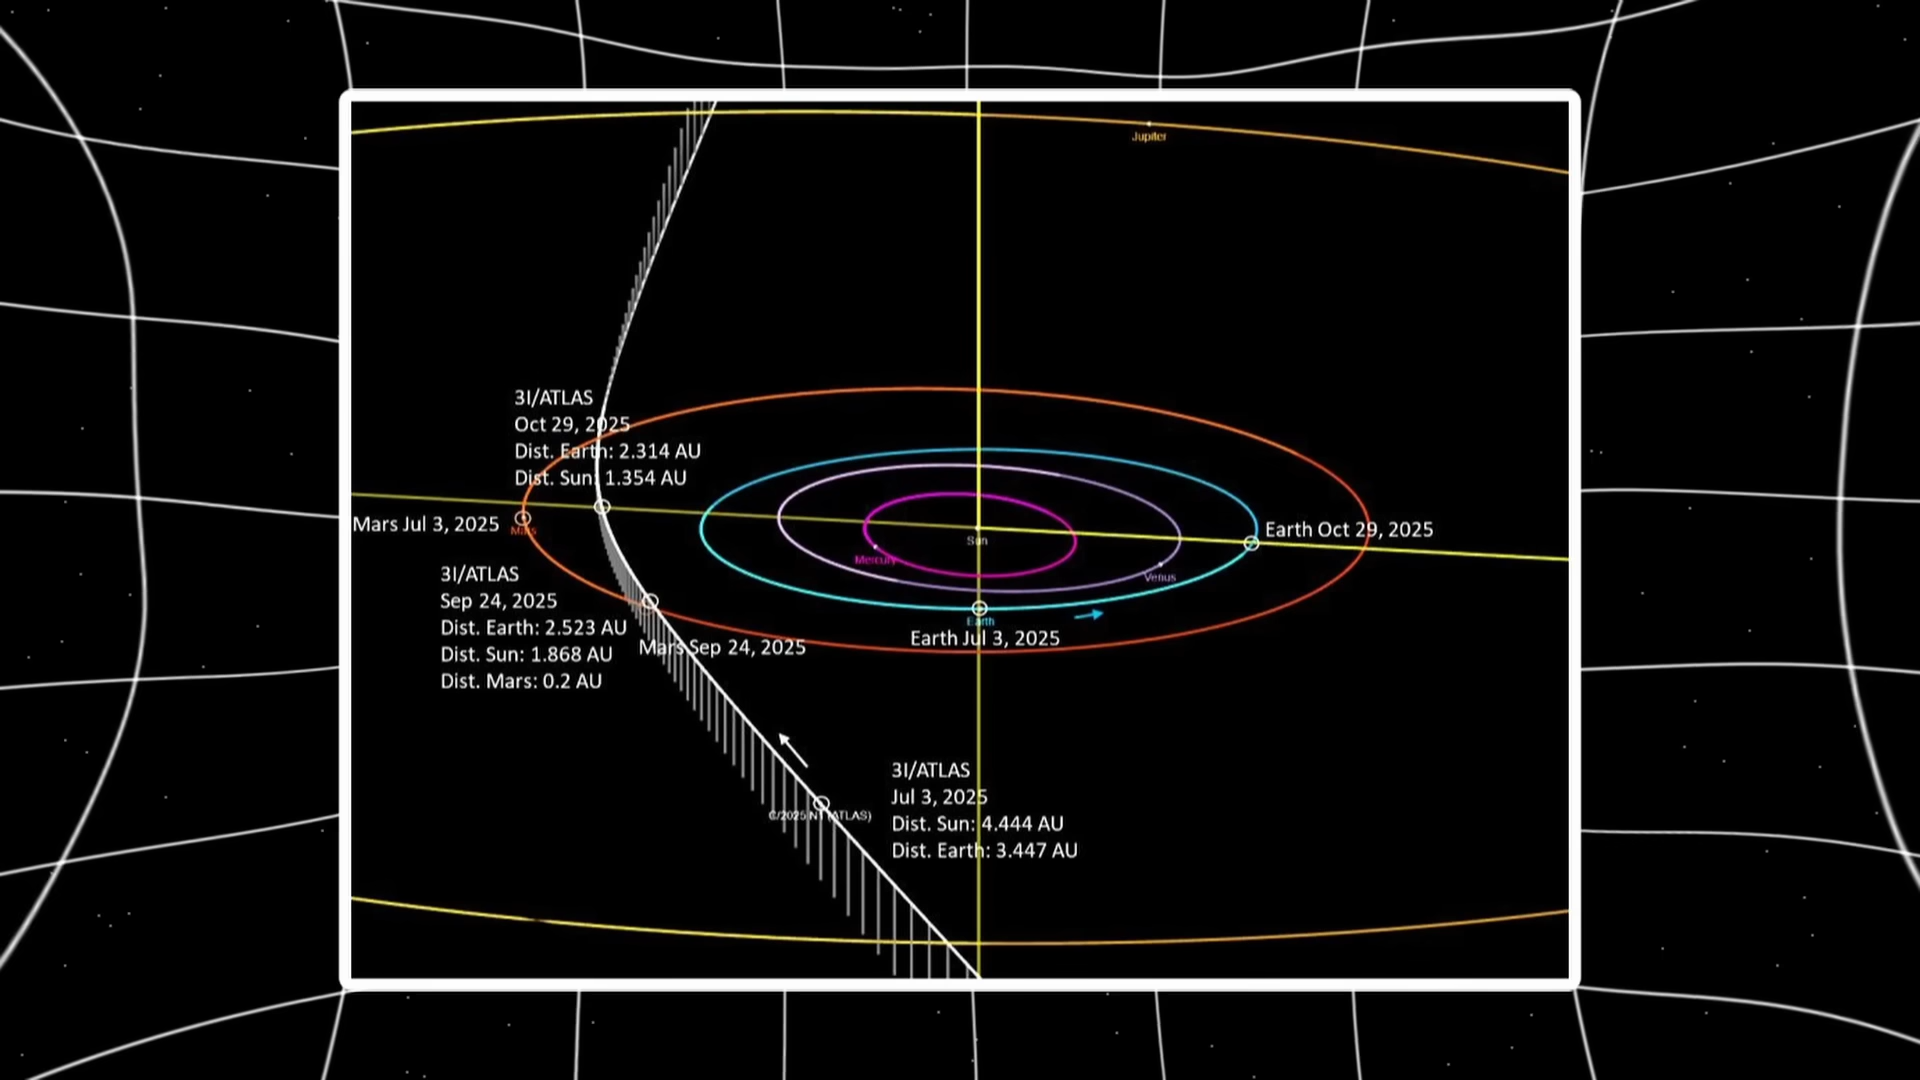 Jupiter
3I/ATLAS
Oct 29, 2025
Dist. Earth: 2.314 AU
Dist. Sun: 1.354 AU
Mars Jul 3, 2025
Mars
Sun
Earth Oct 29, 2025
Mercury
Venus
3I/ATLAS
Sep 24, 2025
Dist. Earth: 2.523 AU
Dist. Sun: 1.868 AU
Dist. Mars: 0.2 AU
Mars Sep 24, 2025
Earth
Earth Jul 3, 2025
3I/ATLAS
Jul 3, 2025
Dist. Sun: 4.444 AU
Dist. Earth: 3.447 AU
C/2025 N1 (ATLAS)